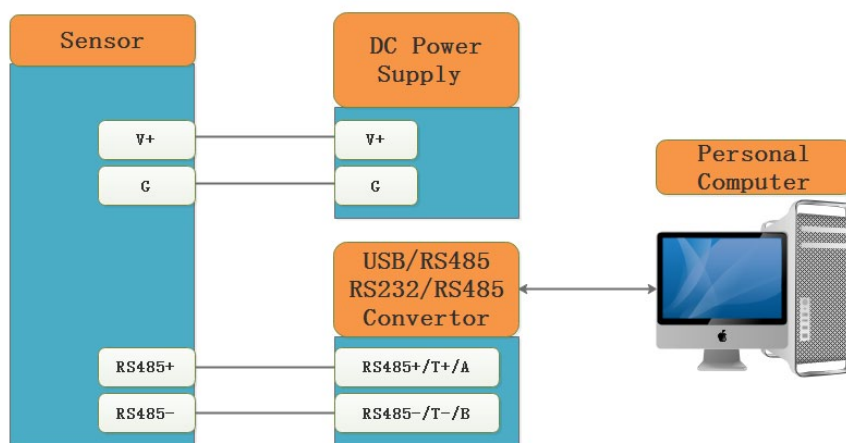 Sensor
DC Power
Supply
V+
V+
G
G
Personal
Computer
USB/RS485
RS232/RS485
Convertor
RS485+
RS485+/T+/A
RS485-
RS485-/T-/B